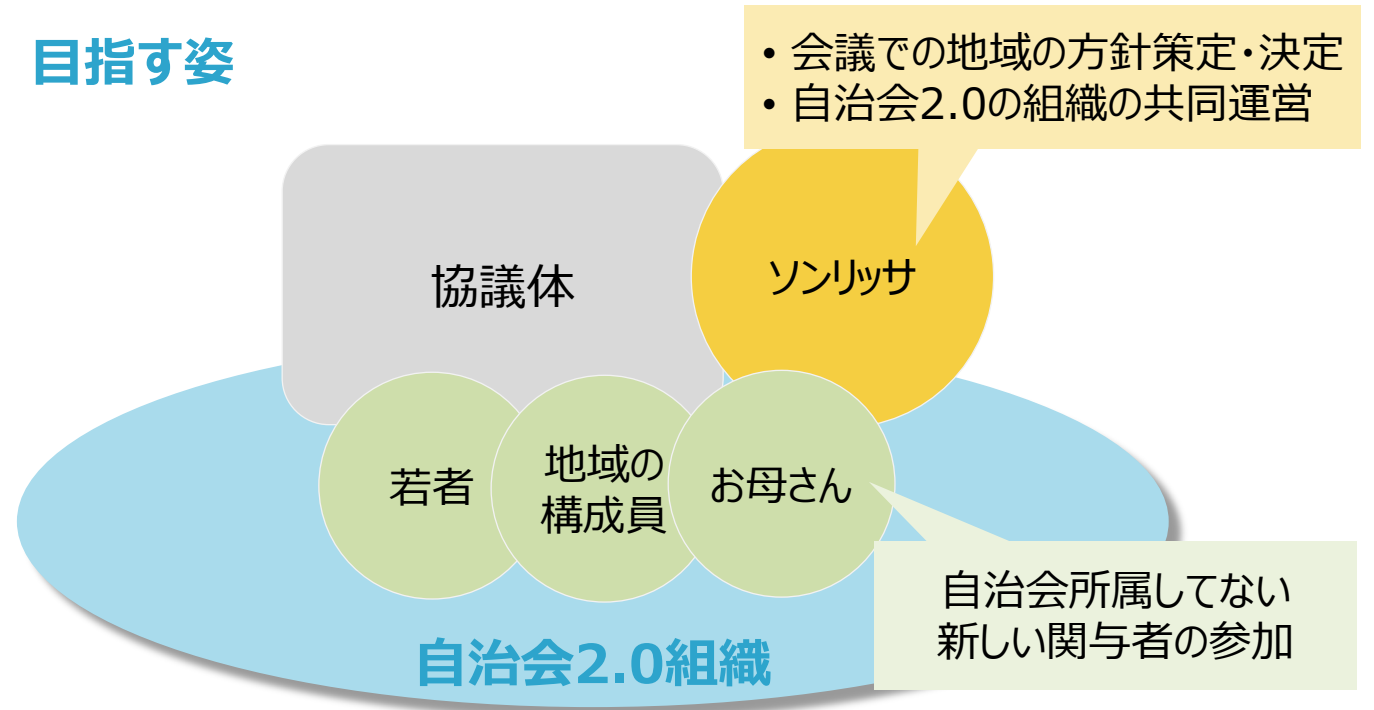 目指す姿
• 会議での地域の方針策定・決定
• 自治会2.0の組織の共同運営
協議体
ソンリッサ
若者
地域の
構成員
お母さん
自治会所属してない
新しい関与者の参加
自治会2.0組織